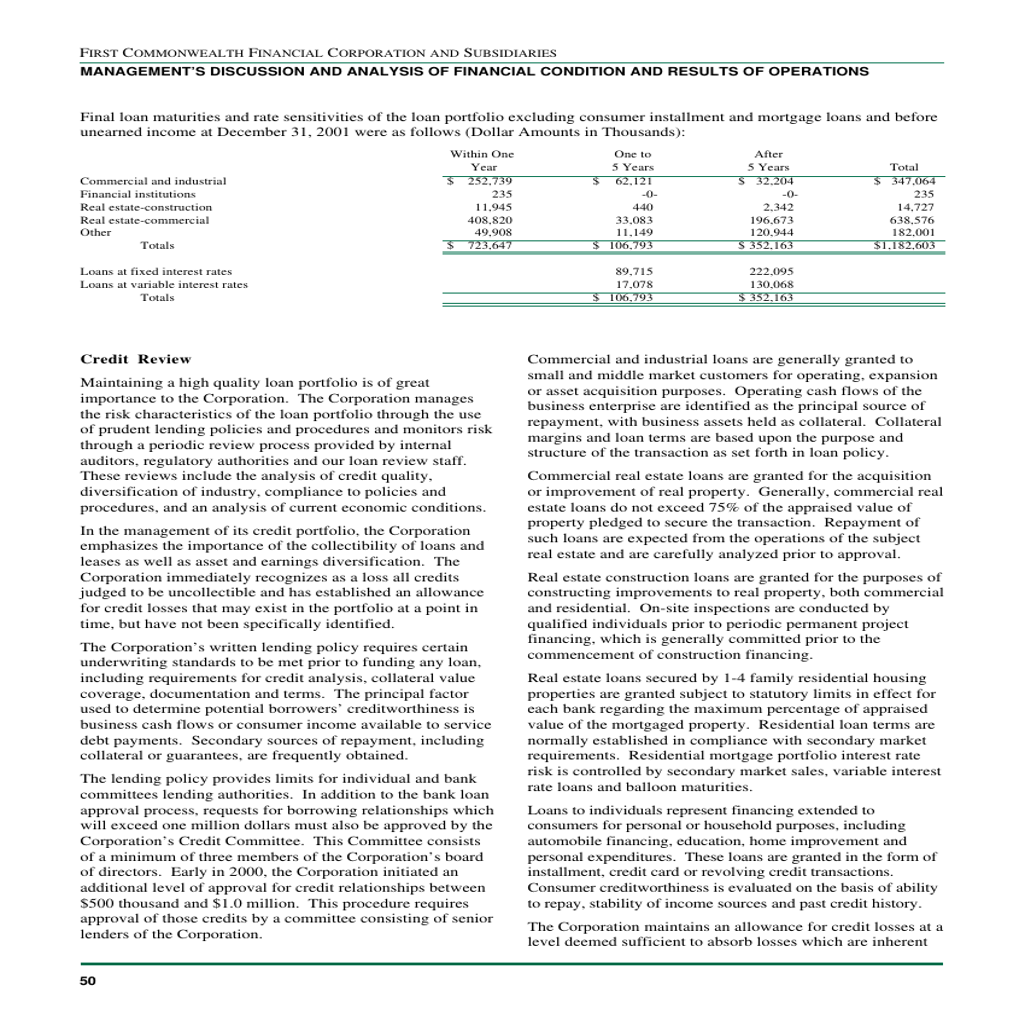 FIRST COMMONWEALTH FINANCIAL CORPORATION AND SUBSIDIARIES
MANAGEMENT'S DISCUSSION AND ANALYSIS OF FINANCIAL CONDITION AND RESULTS OF OPERATIONS
Final loan maturities and rate sensitivities of the loan portfolio excluding consumer installment and mortgage loans and before
unearned income at December 31, 2001 were as follows (Dollar Amounts in Thousands):
Within One One to After
Year 5 Years 5 Years Total
Commercial and industrial $ 252,739 $ 62,121 $ 32,204 $ 347,064
Financial institutions 235 -0- -0- 235
Real estate-construction 11,945 440 2,342 14,727
Real estate-commercial 408,820 33,083 196,673 638,576
Other 49,908 11,149 120,944 182,001
Totals $ 723,647 $ 106,793 $ 352,163 $1,182,603
Loans at fixed interest rates 89,715 222,095
Loans at variable interest rates 17,078 130,068
Totals $ 106,793 $ 352,163
Credit Review
Maintaining a high quality loan portfolio is of great
importance to the Corporation. The Corporation manages
the risk characteristics of the loan portfolio through the use
of prudent lending policies and procedures and monitors risk
through a periodic review process provided by internal
auditors, regulatory authorities and our loan review staff.
These reviews include the analysis of credit quality,
diversification of industry, compliance to policies and
procedures, and an analysis of current economic conditions.
In the management of its credit portfolio, the Corporation
emphasizes the importance of the collectibility of loans and
leases as well as asset and earnings diversification. The
Corporation immediately recognizes as a loss all credits
judged to be uncollectible and has established an allowance
for credit losses that may exist in the portfolio at a point in
time, but have not been specifically identified.
The Corporation's written lending policy requires certain
underwriting standards to be met prior to funding any loan,
including requirements for credit analysis, collateral value
coverage, documentation and terms. The principal factor
used to determine potential borrowers' creditworthiness is
business cash flows or consumer income available to service
debt payments. Secondary sources of repayment, including
collateral or guarantees, are frequently obtained.
The lending policy provides limits for individual and bank
committees lending authorities. In addition to the bank loan
approval process, requests for borrowing relationships which
will exceed one million dollars must also be approved by the
Corporation's Credit Committee. This Committee consists
of a minimum of three members of the Corporation's board
of directors. Early in 2000, the Corporation initiated an
additional level of approval for credit relationships between
$500 thousand and $1.0 million. This procedure requires
approval of those credits by a committee consisting of senior
lenders of the Corporation.
Commercial and industrial loans are generally granted to
small and middle market customers for operating, expansion
or asset acquisition purposes. Operating cash flows of the
business enterprise are identified as the principal source of
repayment, with business assets held as collateral. Collateral
margins and loan terms are based upon the purpose and
structure of the transaction as set forth in loan policy.
Commercial real estate loans are granted for the acquisition
or improvement of real property. Generally, commercial real
estate loans do not exceed 75% of the appraised value of
property pledged to secure the transaction. Repayment of
such loans are expected from the operations of the subject
real estate and are carefully analyzed prior to approval.
Real estate construction loans are granted for the purposes of
constructing improvements to real property, both commercial
and residential. On-site inspections are conducted by
qualified individuals prior to periodic permanent project
financing, which is generally committed prior to the
commencement of construction financing.
Real estate loans secured by 1-4 family residential housing
properties are granted subject to statutory limits in effect for
each bank regarding the maximum percentage of appraised
value of the mortgaged property. Residential loan terms are
normally established in compliance with secondary market
requirements. Residential mortgage portfolio interest rate
risk is controlled by secondary market sales, variable interest
rate loans and balloon maturities.
Loans to individuals represent financing extended to
consumers for personal or household purposes, including
automobile financing, education, home improvement and
personal expenditures. These loans are granted in the form of
installment, credit card or revolving credit transactions.
Consumer creditworthiness is evaluated on the basis of ability
to repay, stability of income sources and past credit history.
The Corporation maintains an allowance for credit losses at a
level deemed sufficient to absorb losses which are inherent
50